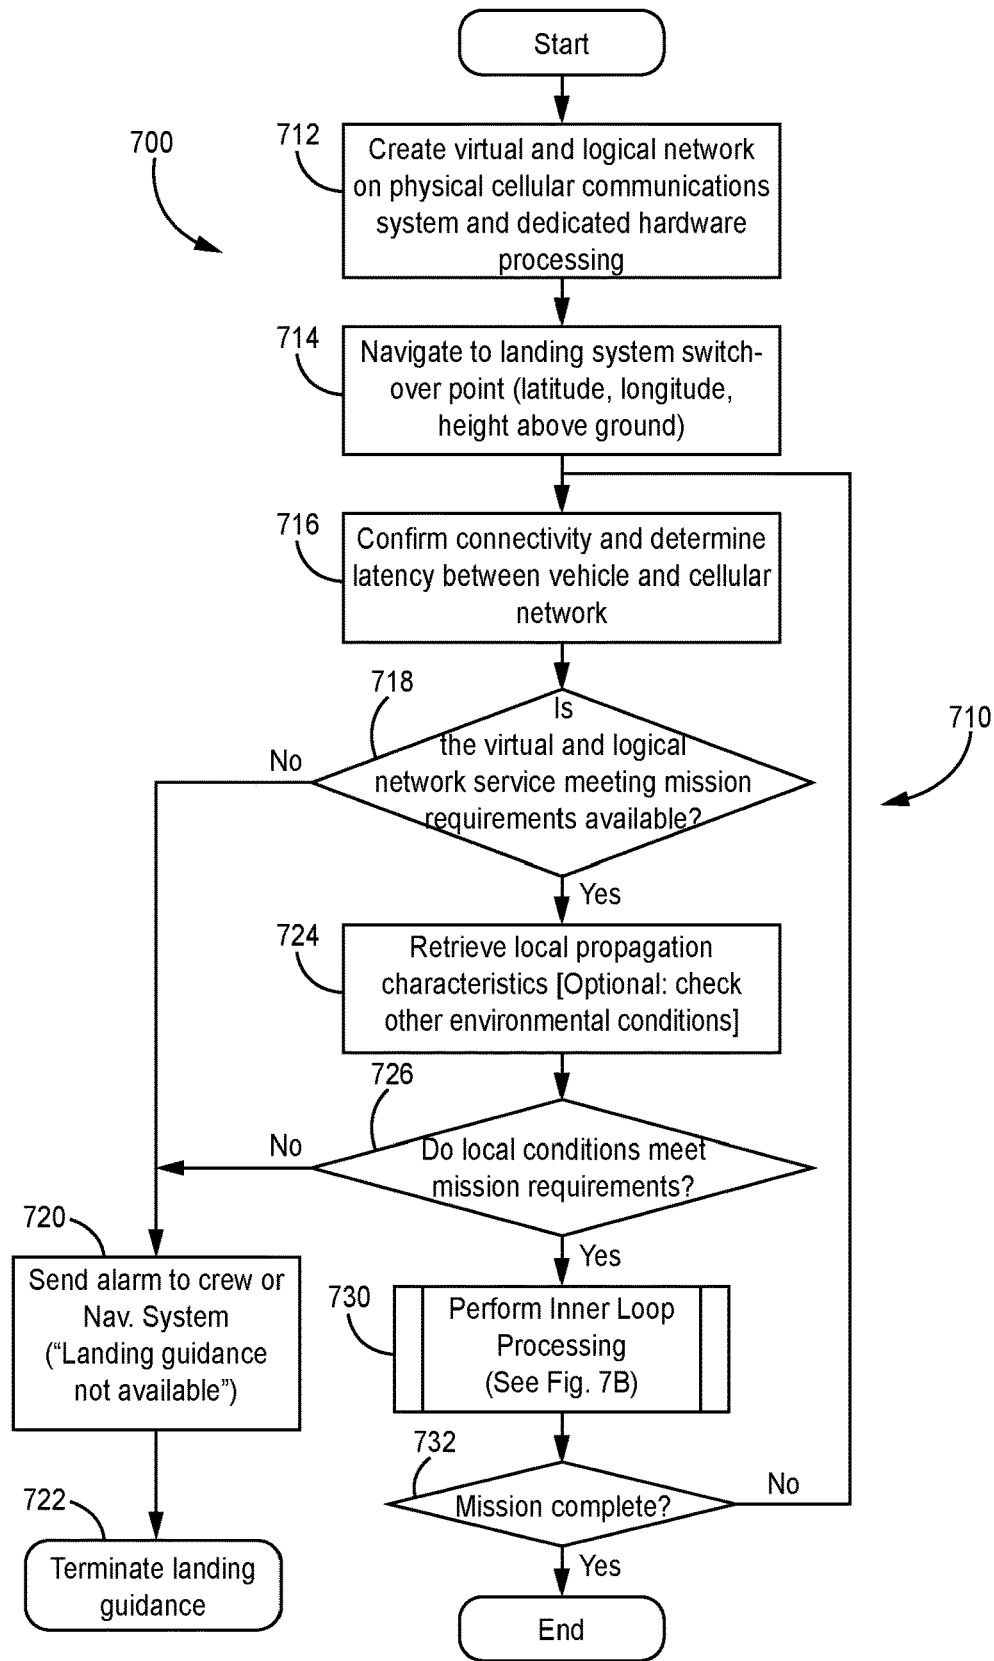 Start
700
712
Create virtual and logical network
on physical cellular communications
system and dedicated hardware
processing
714
Navigate to landing system switch-
over point (latitude, longitude,
height above ground)
716
Confirm connectivity and determine
latency between vehicle and cellular
network
718
Is
the virtual and logical
network service meeting mission
requirements available?
No
710
Yes
724
Retrieve local propagation
characteristics [Optional: check
other environmental conditions]
726
No
Do local conditions meet
mission requirements?
720
Send alarm to crew or
Nav. System
(“Landing guidance
not available”)
Yes
730
Perform Inner Loop
Processing
(See Fig. 7B)
732
Mission complete?
No
722
Terminate landing
guidance
Yes
End